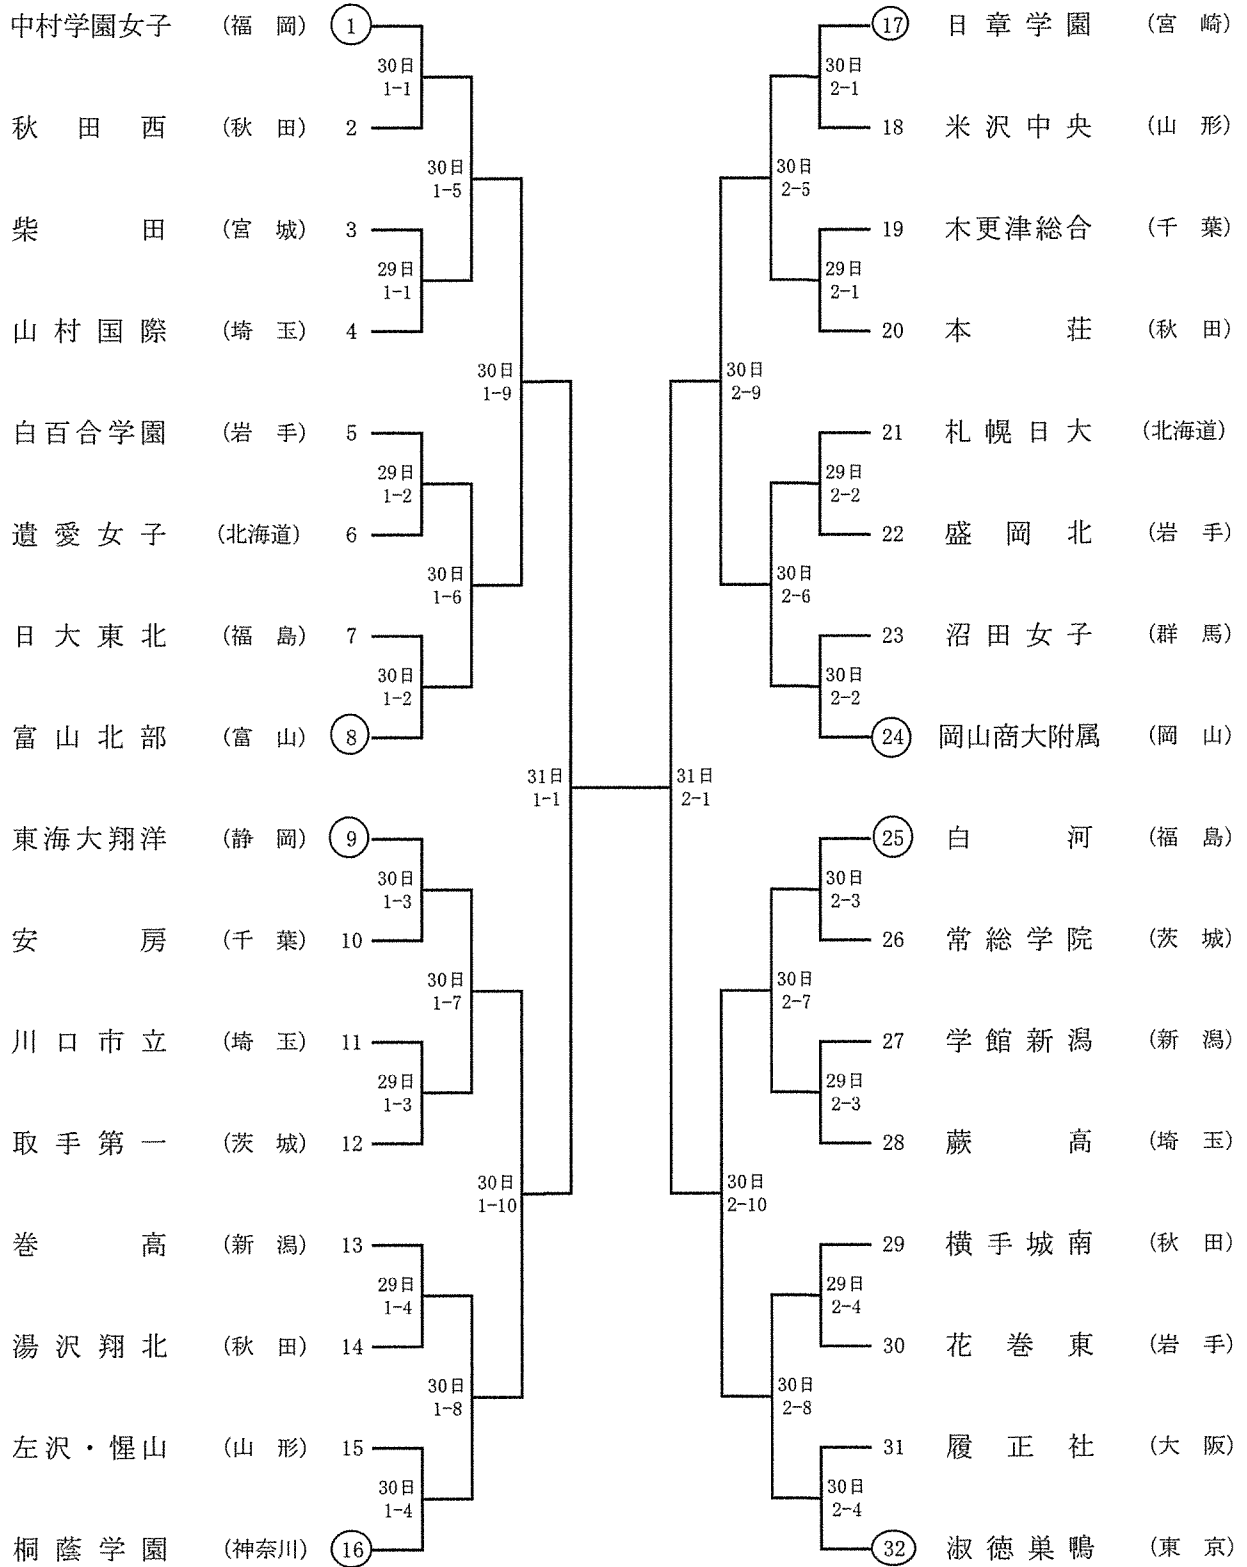 中村学園女子 (福岡) 1
30日
1-1
秋田西 (秋田) 2
30日
1-5
柴田 (宮城) 3
29日
1-1
山村国際 (埼玉) 4
30日
1-9
白百合学園 (岩手) 5
29日
1-2
遺愛女子 (北海道) 6
30日
1-6
日大東北 (福島) 7
30日
1-2
富山北部 (富山) 8
31日
1-1
東海大翔洋 (静岡) 9
30日
1-3
安房 (千葉) 10
30日
1-7
川口市立 (埼玉) 11
29日
1-3
取手第一 (茨城) 12
30日
1-10
巻高 (新潟) 13
29日
1-4
湯沢翔北 (秋田) 14
30日
1-8
左沢・惺山 (山形) 15
30日
1-4
桐蔭学園 (神奈川) 16
17 日章学園 (宮崎)
30日
2-1
18 米沢中央 (山形)
30日
2-5
19 木更津総合 (千葉)
29日
2-1
20 本荘 (秋田)
30日
2-9
21 札幌日大 (北海道)
29日
2-2
22 盛岡北 (岩手)
30日
2-6
23 沼田女子 (群馬)
30日
2-2
24 岡山商大附属 (岡山)
31日
2-1
25 白河 (福島)
30日
2-3
26 常総学院 (茨城)
30日
2-7
27 学館新潟 (新潟)
29日
2-3
28 蕨高 (埼玉)
30日
2-10
29 横手城南 (秋田)
29日
2-4
30 花巻東 (岩手)
30日
2-8
31 履正社 (大阪)
30日
2-4
32 淑徳巣鴨 (東京)